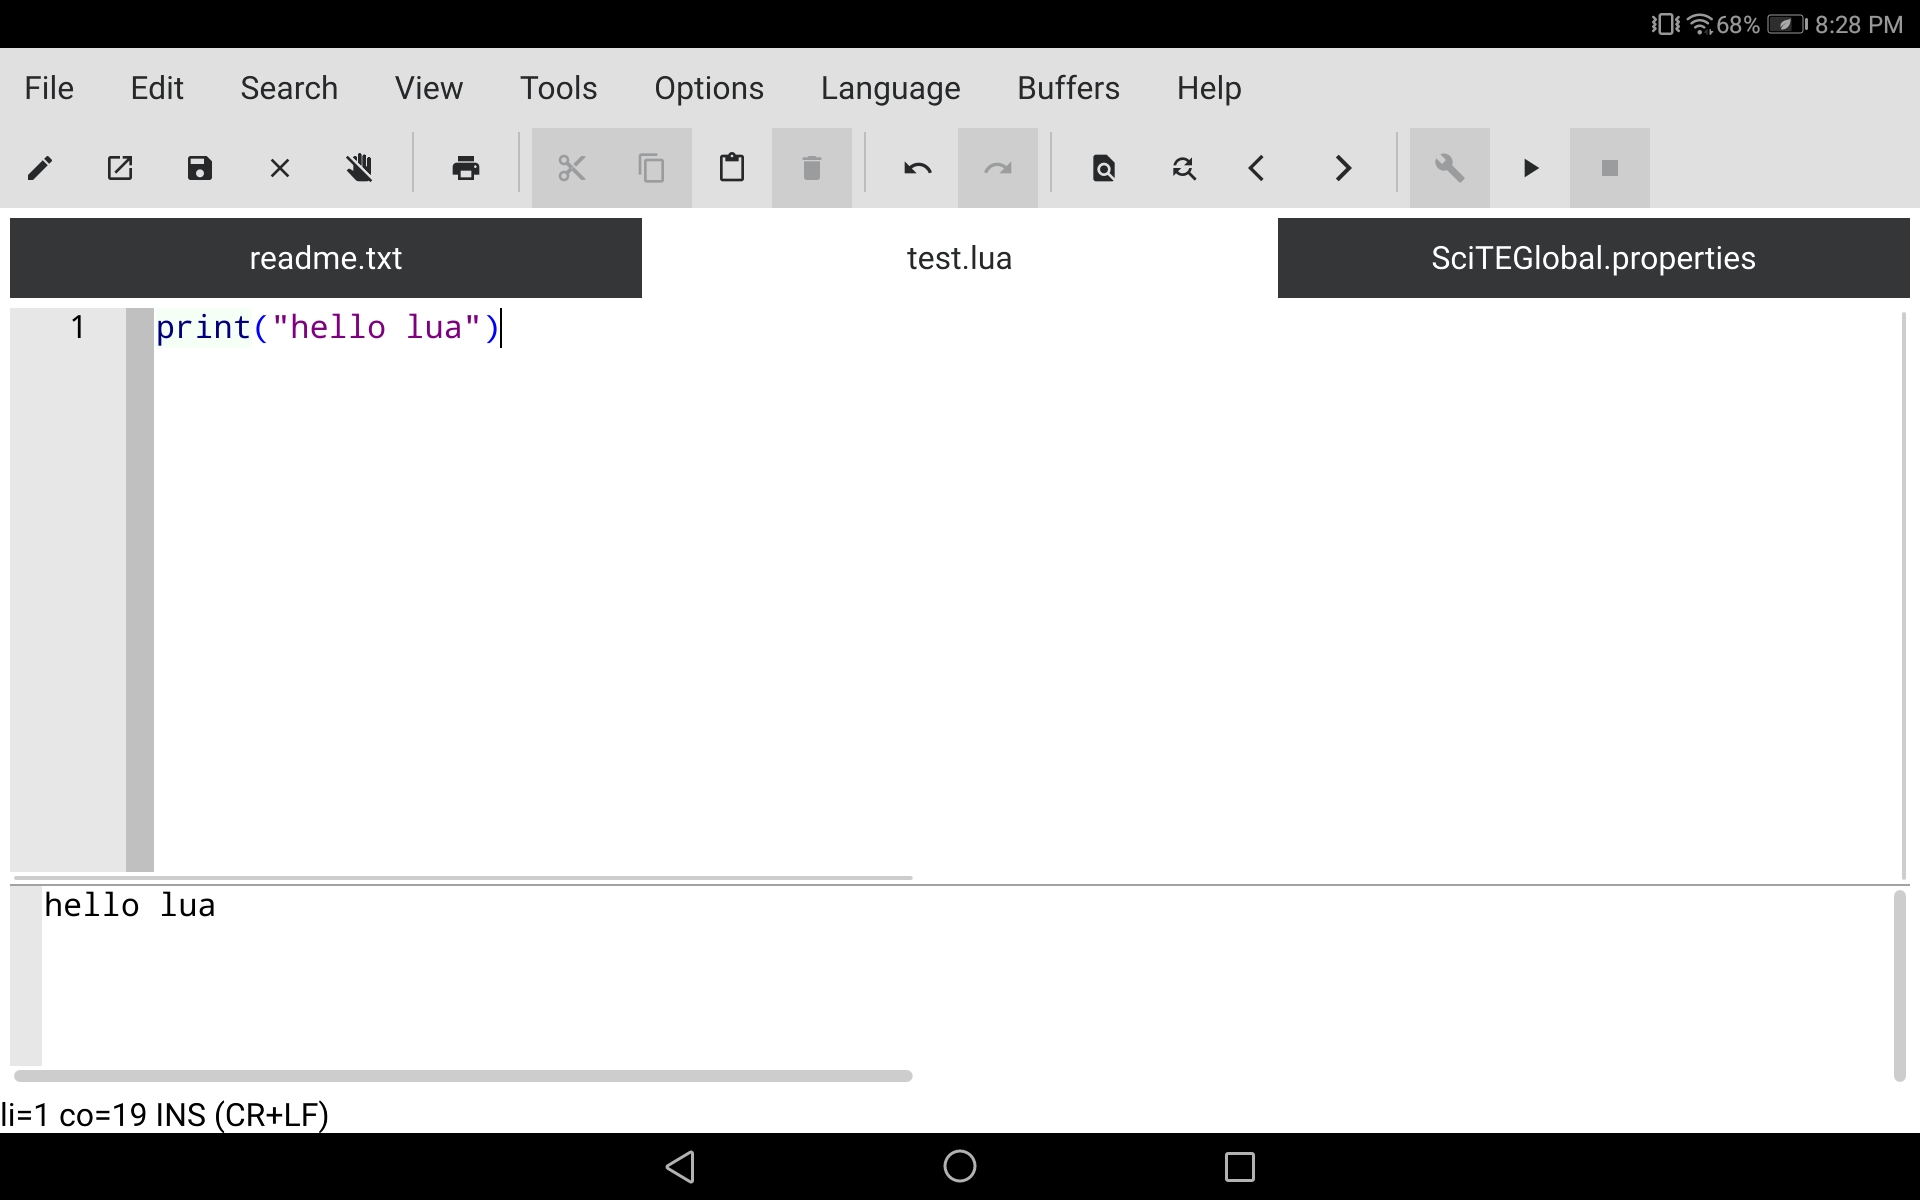 68% 8:28 PM
File Edit Search View Tools Options Language Buffers Help
readme.txt test.lua SciTEGlobal.properties
1 print("hello lua")
hello lua
li=1 co=19 INS (CR+LF)